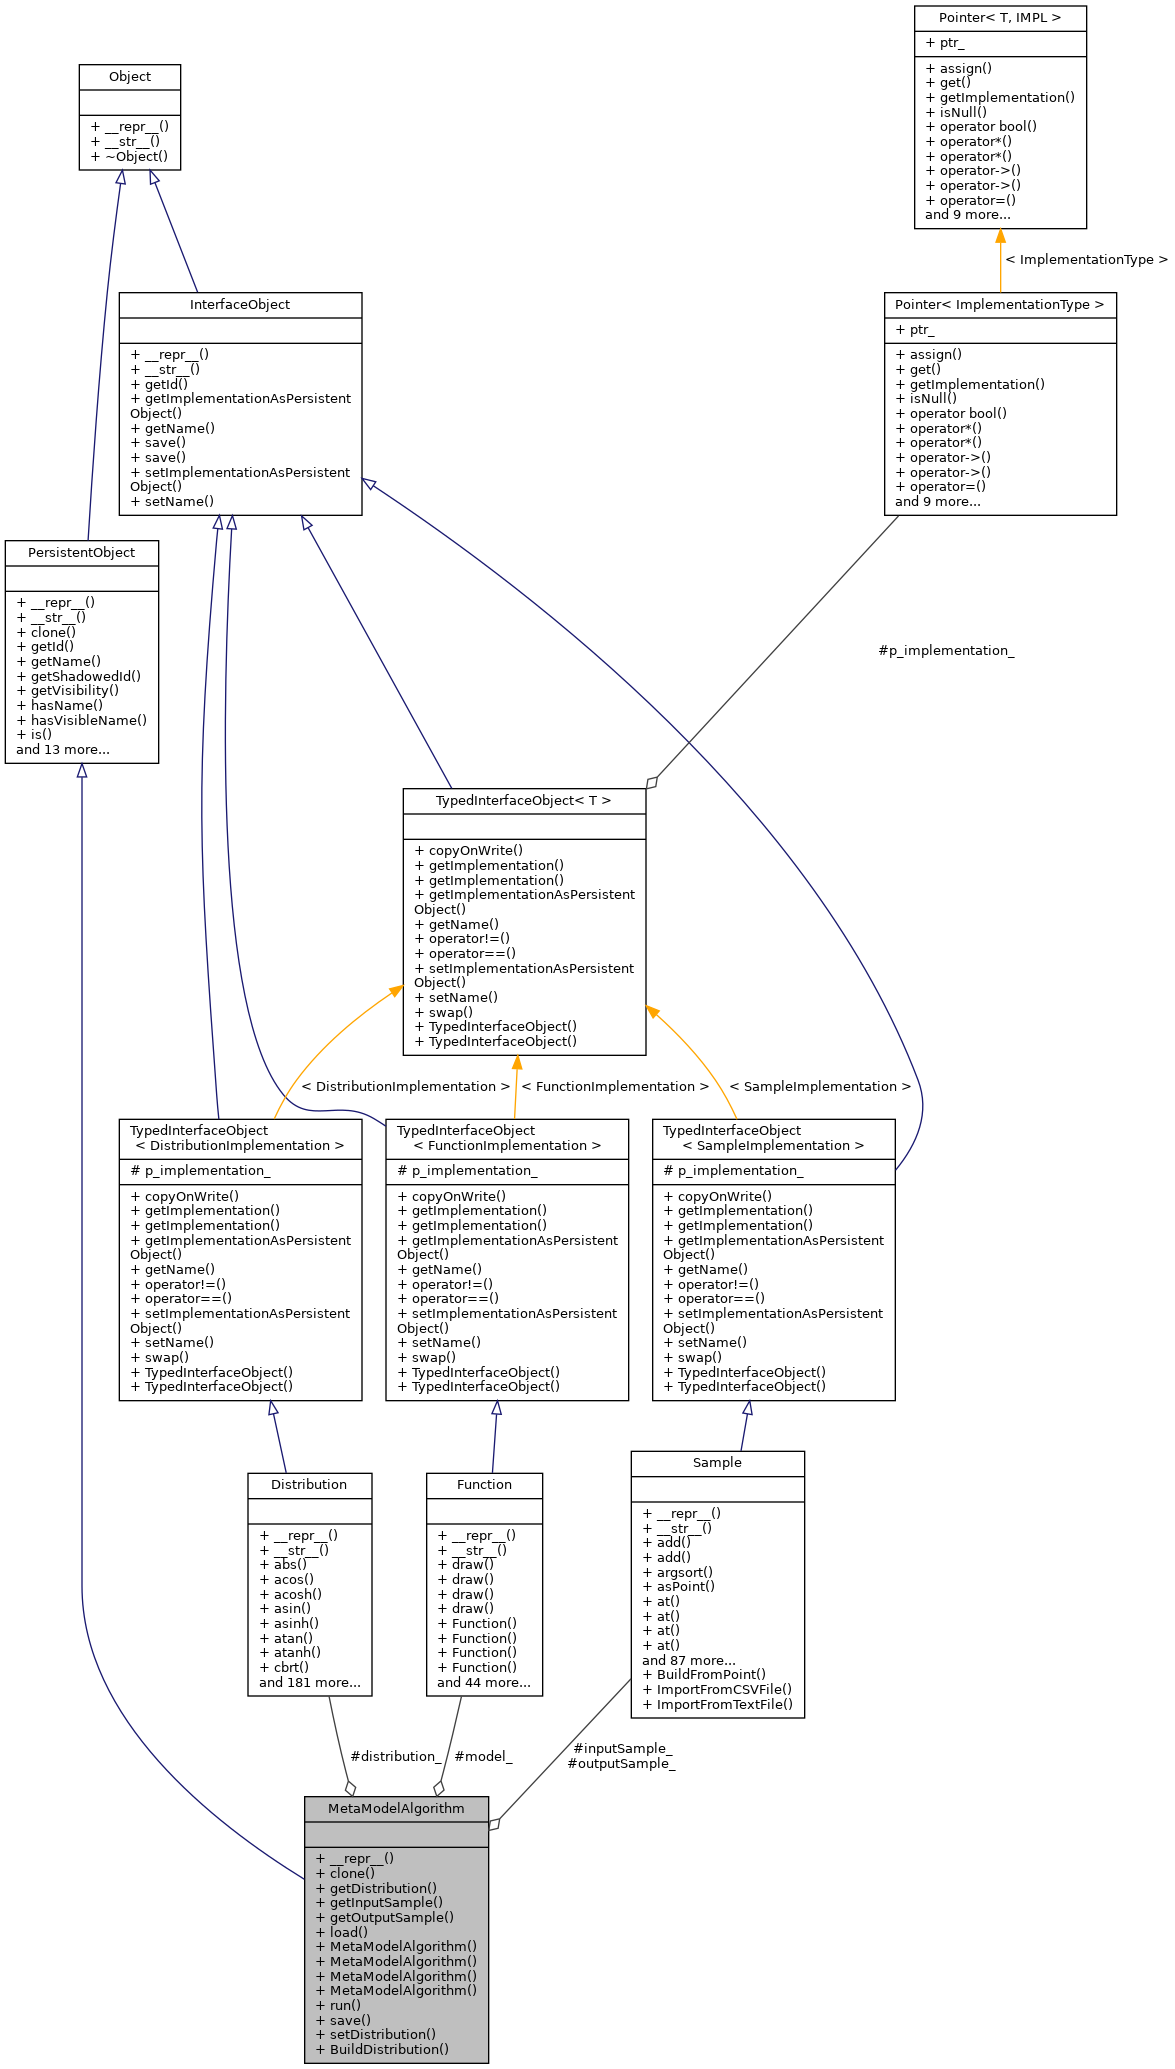 Pointer< T, IMPL >
+ ptr_
+ assign()
+ get()
+ getImplementation()
+ isNull()
+ operator bool()
+ operator*()
+ operator*()
+ operator->()
+ operator->()
+ operator=()
and 9 more...
Object
+ __repr__()
+ __str__()
+ ~Object()
< ImplementationType >
InterfaceObject
+ __repr__()
+ __str__()
+ getId()
+ getImplementationAsPersistent
Object()
+ getName()
+ save()
+ save()
+ setImplementationAsPersistent
Object()
+ setName()
Pointer< ImplementationType >
+ ptr_
+ assign()
+ get()
+ getImplementation()
+ isNull()
+ operator bool()
+ operator*()
+ operator*()
+ operator->()
+ operator->()
+ operator=()
and 9 more...
PersistentObject
+ __repr__()
+ __str__()
+ clone()
+ getId()
+ getName()
+ getShadowedId()
+ getVisibility()
+ hasName()
+ hasVisibleName()
+ is()
and 13 more...
#p_implementation_
TypedInterfaceObject< T >
+ copyOnWrite()
+ getImplementation()
+ getImplementation()
+ getImplementationAsPersistent
Object()
+ getName()
+ operator!=()
+ operator==()
+ setImplementationAsPersistent
Object()
+ setName()
+ swap()
+ TypedInterfaceObject()
+ TypedInterfaceObject()
< DistributionImplementation >
< FunctionImplementation >
< SampleImplementation >
TypedInterfaceObject
< DistributionImplementation >
# p_implementation_
+ copyOnWrite()
+ getImplementation()
+ getImplementation()
+ getImplementationAsPersistent
Object()
+ getName()
+ operator!=()
+ operator==()
+ setImplementationAsPersistent
Object()
+ setName()
+ swap()
+ TypedInterfaceObject()
+ TypedInterfaceObject()
TypedInterfaceObject
< FunctionImplementation >
# p_implementation_
+ copyOnWrite()
+ getImplementation()
+ getImplementation()
+ getImplementationAsPersistent
Object()
+ getName()
+ operator!=()
+ operator==()
+ setImplementationAsPersistent
Object()
+ setName()
+ swap()
+ TypedInterfaceObject()
+ TypedInterfaceObject()
TypedInterfaceObject
< SampleImplementation >
# p_implementation_
+ copyOnWrite()
+ getImplementation()
+ getImplementation()
+ getImplementationAsPersistent
Object()
+ getName()
+ operator!=()
+ operator==()
+ setImplementationAsPersistent
Object()
+ setName()
+ swap()
+ TypedInterfaceObject()
+ TypedInterfaceObject()
Distribution
+ __repr__()
+ __str__()
+ abs()
+ acos()
+ acosh()
+ asin()
+ asinh()
+ atan()
+ atanh()
+ cbrt()
and 181 more...
Function
+ __repr__()
+ __str__()
+ draw()
+ draw()
+ draw()
+ draw()
+ Function()
+ Function()
+ Function()
+ Function()
and 44 more...
Sample
+ __repr__()
+ __str__()
+ add()
+ add()
+ argsort()
+ asPoint()
+ at()
+ at()
+ at()
+ at()
and 87 more...
+ BuildFromPoint()
+ ImportFromCSVFile()
+ ImportFromTextFile()
#distribution_
#model_
#inputSample_
#outputSample_
MetaModelAlgorithm
+ __repr__()
+ clone()
+ getDistribution()
+ getInputSample()
+ getOutputSample()
+ load()
+ MetaModelAlgorithm()
+ MetaModelAlgorithm()
+ MetaModelAlgorithm()
+ MetaModelAlgorithm()
+ run()
+ save()
+ setDistribution()
+ BuildDistribution()